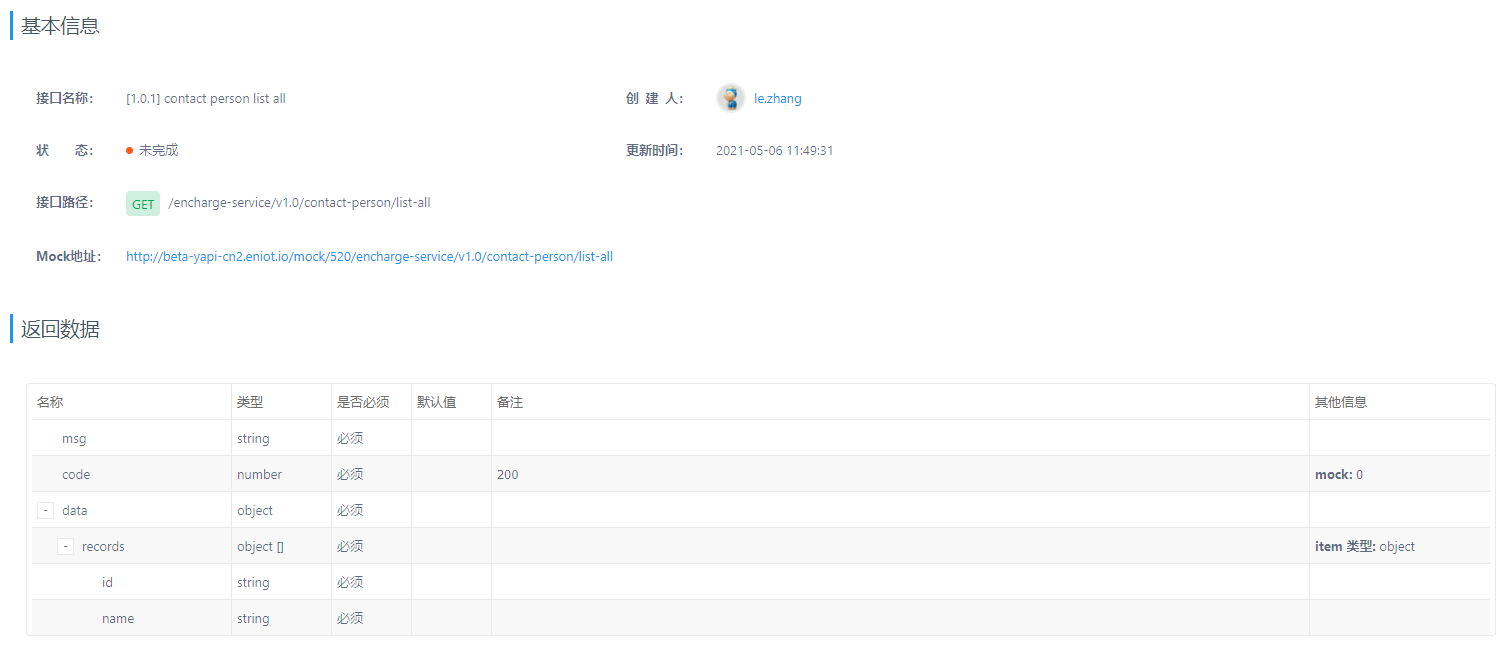 基本信息
接口名称: [1.0.1] contact person list all 创 建 人: le.zhang
状 态: 未完成 更新时间: 2021-05-06 11:49:31
接口路径: GET /encharge-service/v1.0/contact-person/list-all
Mock地址: http://beta-yapi-cn2.eniot.io/mock/520/encharge-service/v1.0/contact-person/list-all
返回数据
名称 类型 是否必须 默认值 备注 其他信息
msg string 必须
code number 必须 200 mock: 0
- data object 必须
- records object [] 必须 item 类型: object
id string 必须
name string 必须